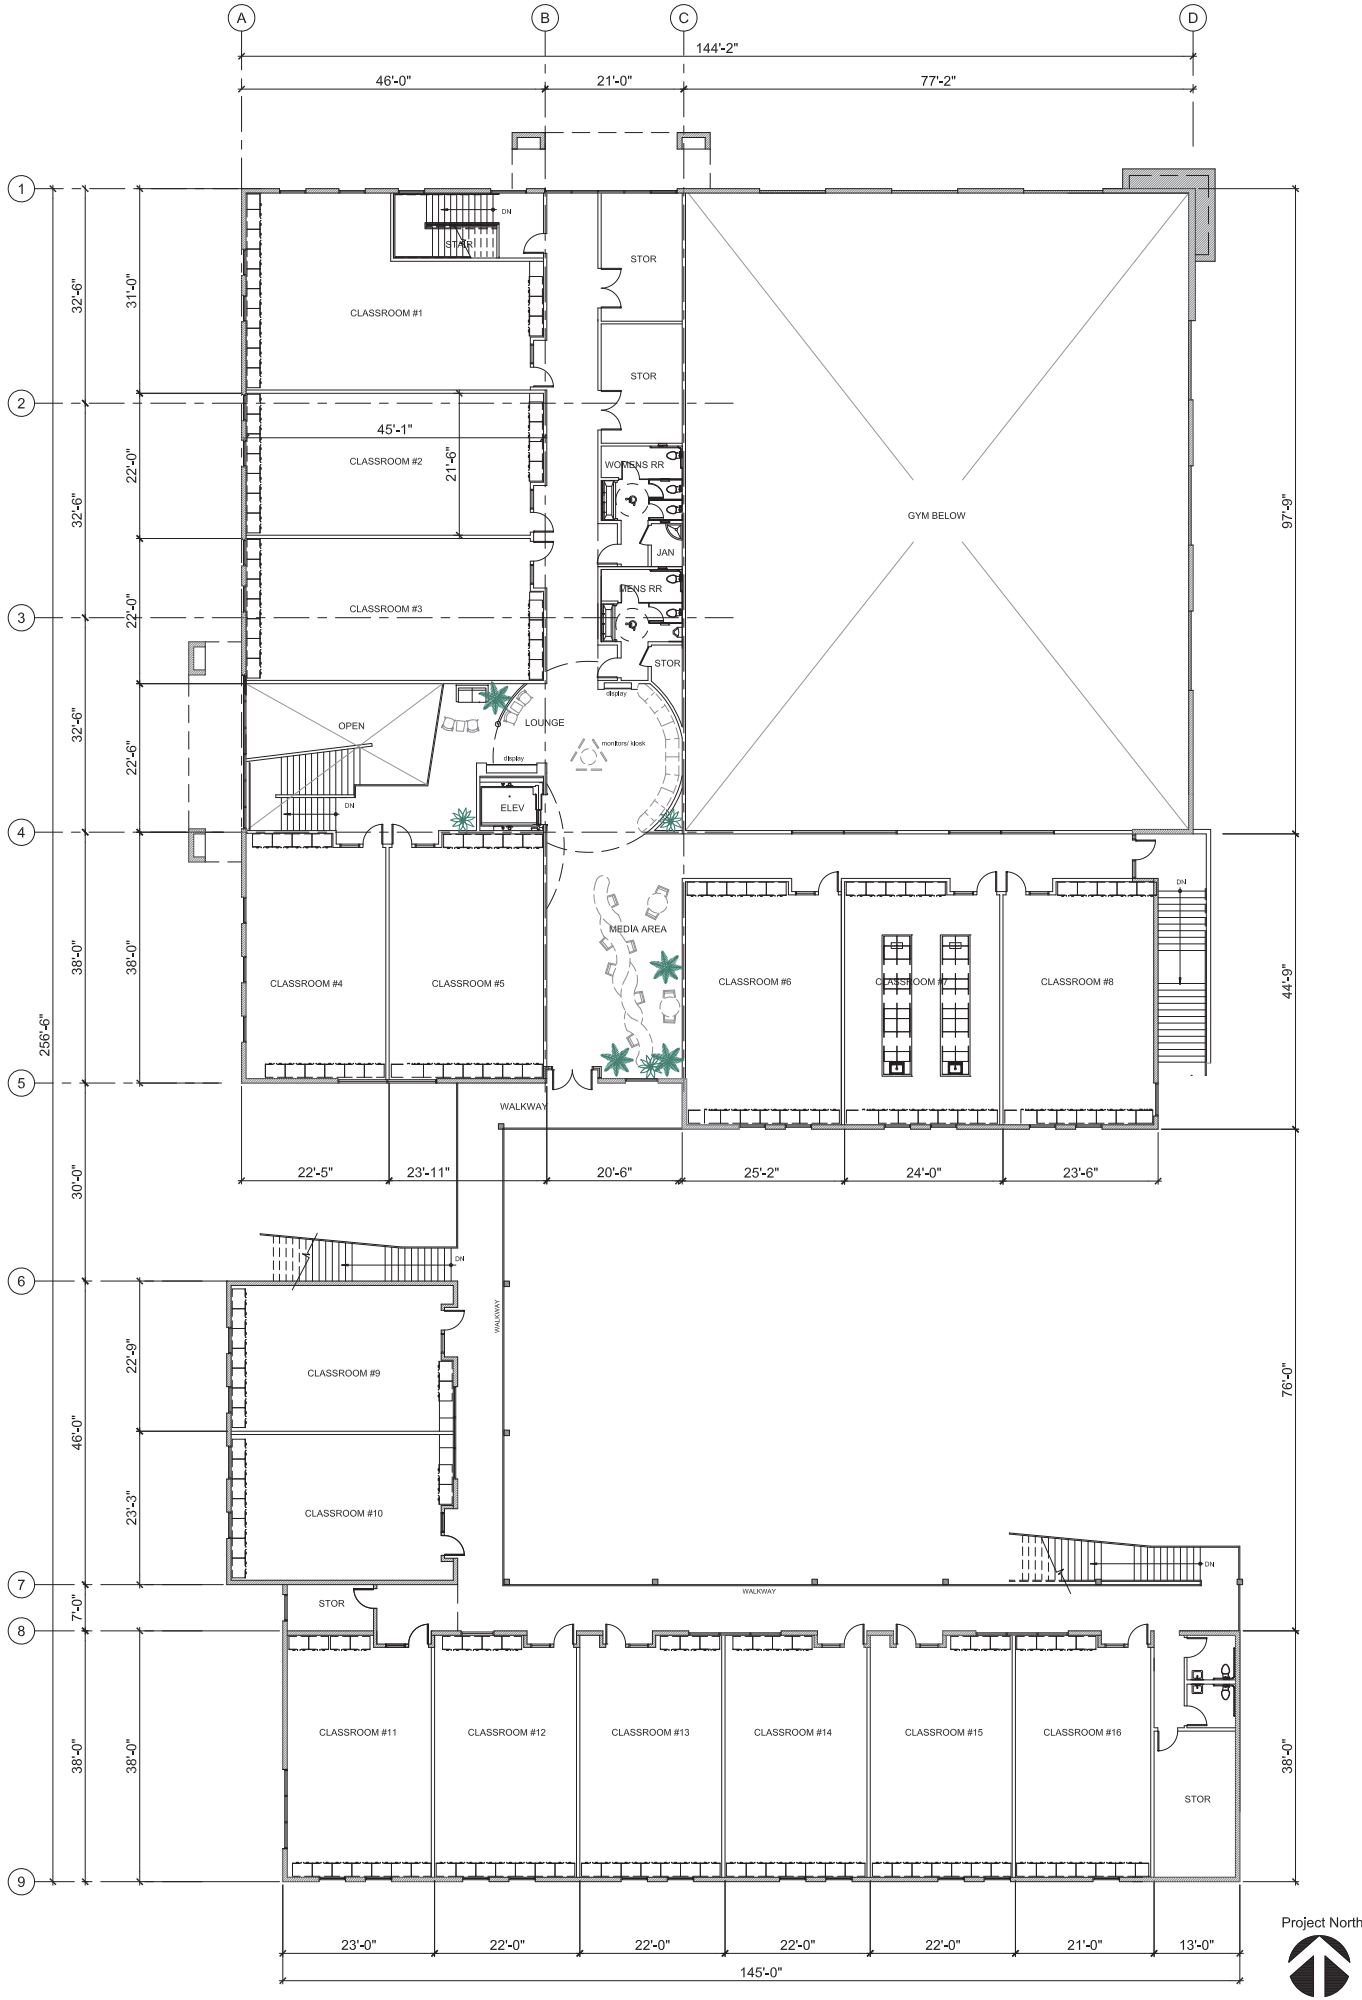 A
B
C
D
144'-2"
46'-0"
21'-0"
77'-2"
1
DN
STAIR
STOR
32'-6"
31'-0"
CLASSROOM #1
STOR
2
45'-1"
CLASSROOM #2
21'-6"
22'-0"
WOMENS RR
32'-6"
GYM BELOW
97'-9"
JAN
MENS RR
22'-0"
CLASSROOM #3
3
STOR
display
OPEN
LOUNGE
32'-6"
22'-6"
monitors/ kiosk
display
DN
ELEV
4
DN
MEDIA AREA
38'-0"
38'-0"
CLASSROOM #4
CLASSROOM #5
CLASSROOM #6
CLASSROOM #7
CLASSROOM #8
44'-9"
256'-6"
5
WALKWAY
30'-0"
22'-5"
23'-11"
20'-6"
25'-2"
24'-0"
23'-6"
DN
6
WALKWAY
22'-9"
CLASSROOM #9
76'-0"
46'-0"
23'-3"
CLASSROOM #10
DN
7
WALKWAY
7'-0"
STOR
8
CLASSROOM #11
CLASSROOM #12
CLASSROOM #13
CLASSROOM #14
CLASSROOM #15
CLASSROOM #16
38'-0"
38'-0"
38'-0"
STOR
9
Project North
23'-0"
22'-0"
22'-0"
22'-0"
22'-0"
21'-0"
13'-0"
145'-0"